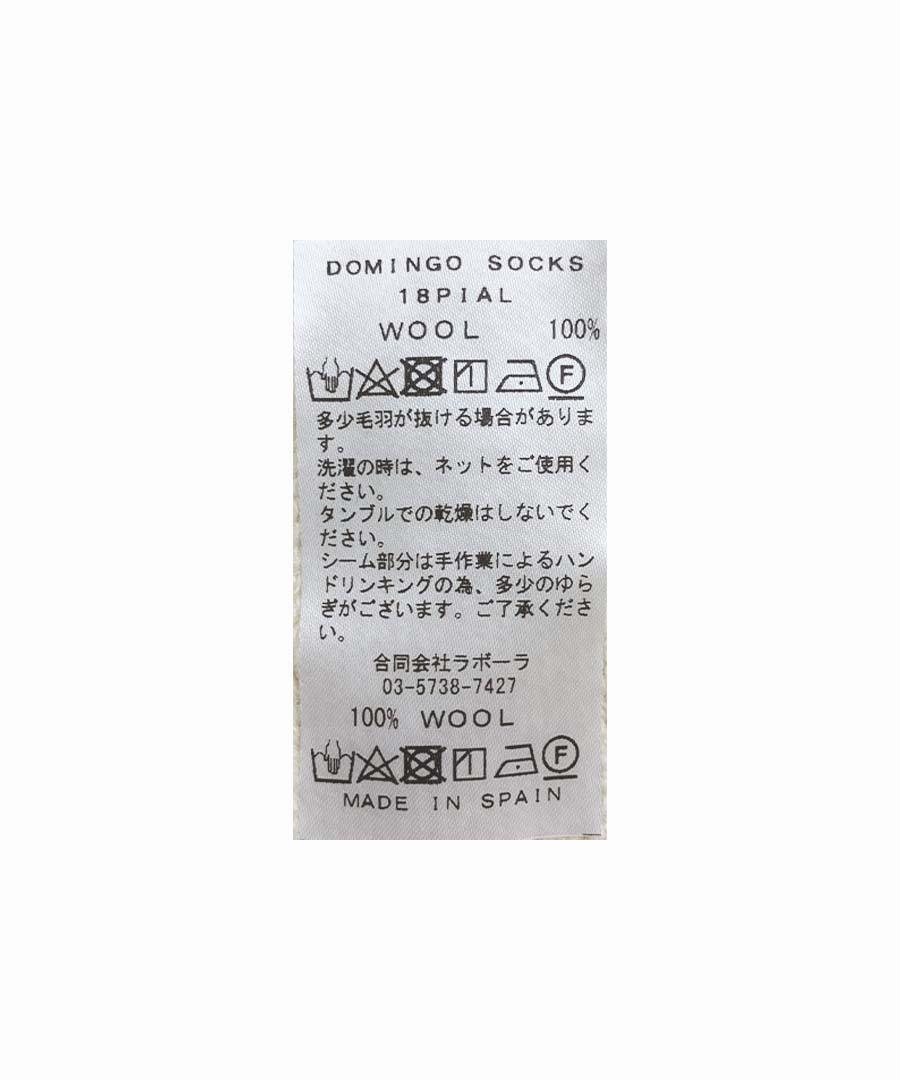 DOMINGO SOCKS
18PIAL
WOOL 100%
F
多少毛羽が抜ける場合がありま
す。
洗濯の時は、ネットをご使用く
ださい。
タンブルでの乾燥はしないでく
ださい。
シーム部分は手作業によるハン
ドリンキングの為、多少のゆら
ぎがございます。ご了承くださ
い。
合同会社ラボーラ
03-5738-7427
100% WOOL
F
MADE IN SPAIN